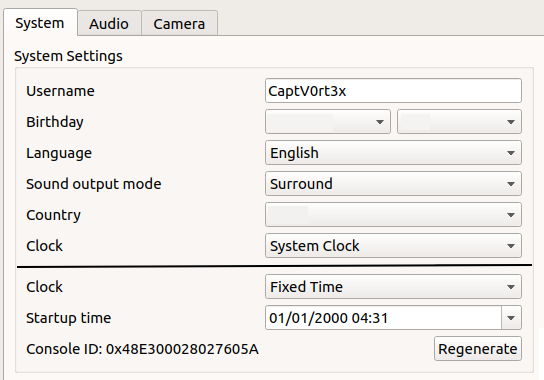 System Audio Camera
System Settings
Username CaptV0rt3x
Birthday
Language English
Sound output mode Surround
Country
Clock System Clock
Clock Fixed Time
Startup time 01/01/2000 04:31
Console ID: 0x48E300028027605A Regenerate